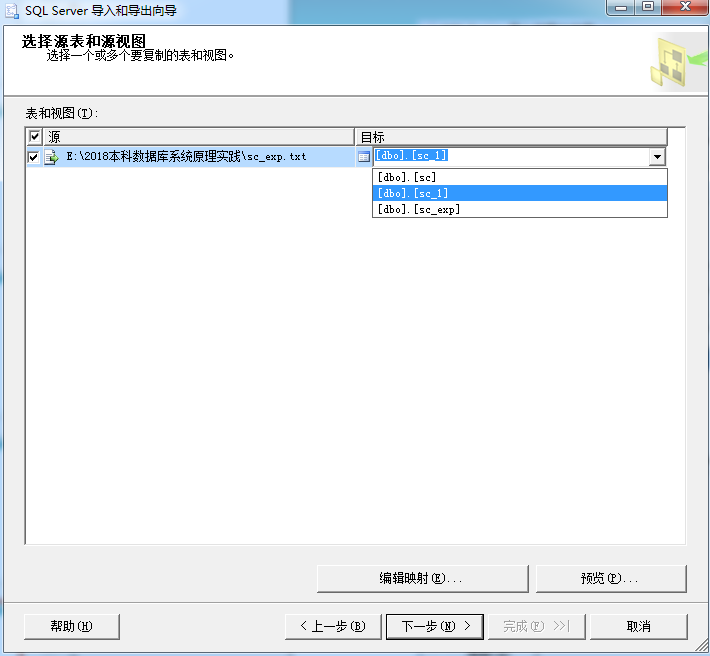 SQL Server 导入和导出向导
选择源表和源视图
选择一个或多个要复制的表和视图。
表和视图(T):
源 目标
E:\2018本科数据库系统原理实践\sc_exp.txt [dbo].[sc_1]
[dbo].[sc]
[dbo].[sc_1]
[dbo].[sc_exp]
编辑映射(E)... 预览(P)...
帮助(H) < 上一步(B) 下一步(N) > 完成(F) >>| 取消